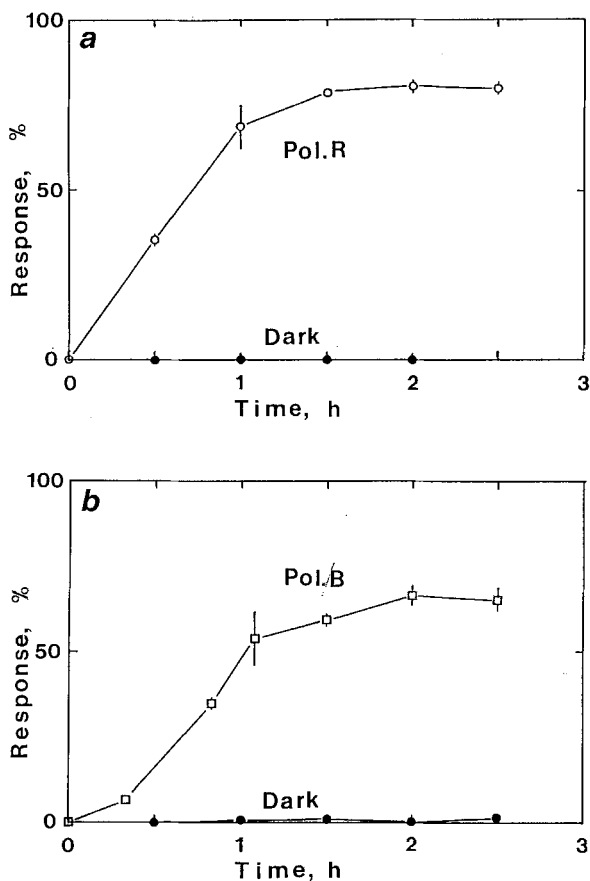 100
a
Response, %
Pol.R
50
Dark
0
0 1 2 3
Time, h
100
b
Response, %
Pol.B
50
Dark
0
0 1 2 3
Time, h